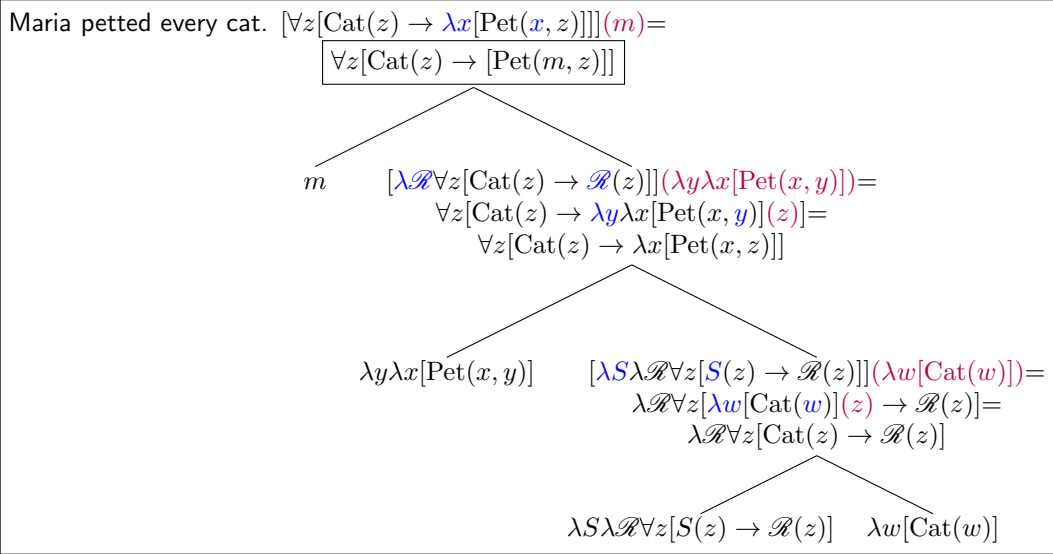 Maria petted every cat. [∀z[Cat(z) → λx[Pet(x, z)]]](m)=
∀z[Cat(z) → [Pet(m, z)]]
m
[λℛ∀z[Cat(z) → ℛ(z)]](λyλx[Pet(x, y)])=
∀z[Cat(z) → λyλx[Pet(x, y)](z)]=
∀z[Cat(z) → λx[Pet(x, z)]]
λyλx[Pet(x, y)]
[λSλℛ∀z[S(z) → ℛ(z)]](λw[Cat(w)])=
λℛ∀z[λw[Cat(w)](z) → ℛ(z)]=
λℛ∀z[Cat(z) → ℛ(z)]
λSλℛ∀z[S(z) → ℛ(z)]
λw[Cat(w)]